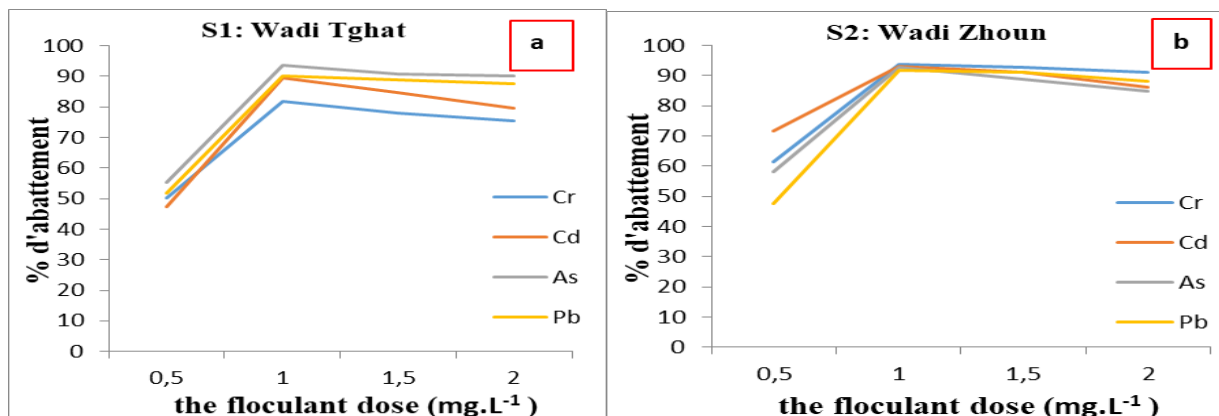 S1: Wadi Tghat
a
100
90
80
70
60
50
40
30
20
10
0
% d'abattement
Cr
Cd
As
Pb
0,5 1 1,5 2
the floculant dose (mg.L-1 )
S2: Wadi Zhoun
b
100
90
80
70
60
50
40
30
20
10
0
% d'abattement
Cr
Cd
As
Pb
0,5 1 1,5 2
the floculant dose (mg.L-1 )